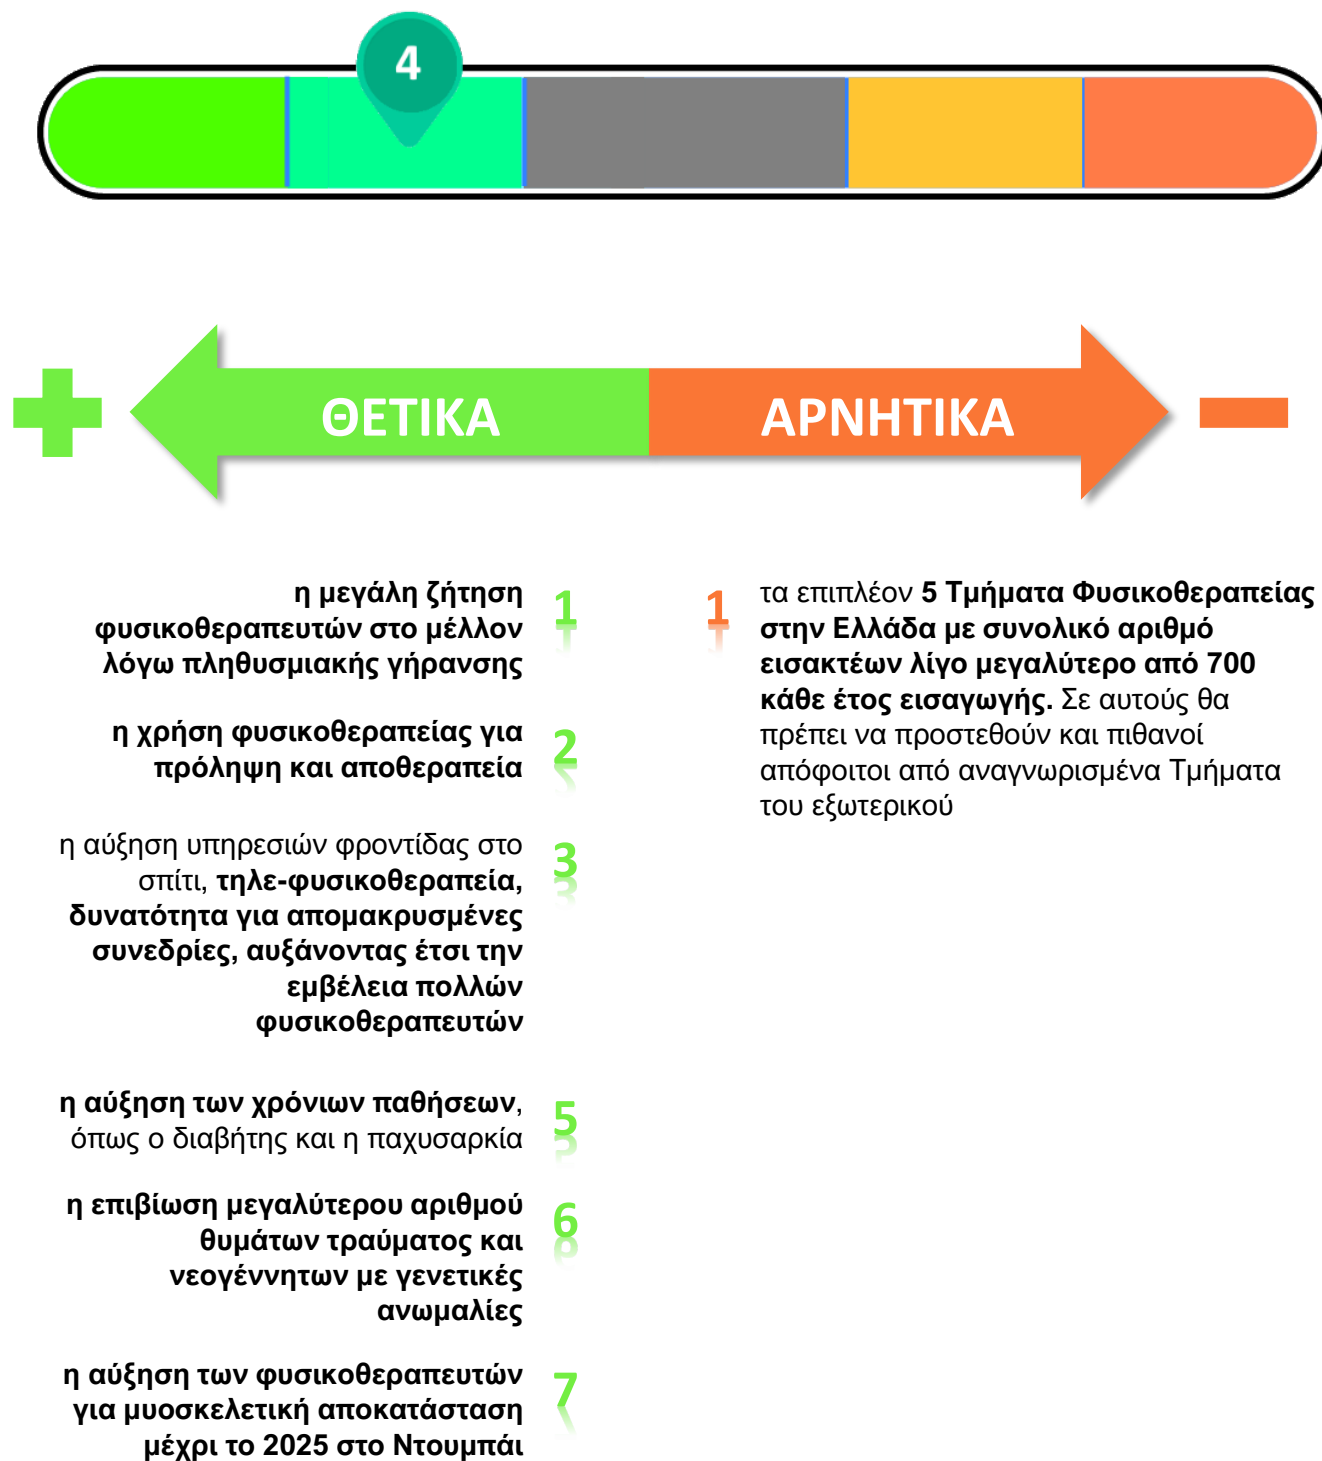 4
ΘΕΤΙΚΑ
ΑΡΝΗΤΙΚΑ
η μεγάλη ζήτηση
φυσικοθεραπευτών στο μέλλον
λόγω πληθυσμιακής γήρανσης
1
η χρήση φυσικοθεραπείας για
πρόληψη και αποθεραπεία
2
η αύξηση υπηρεσιών φροντίδας στο
σπίτι, τηλε-φυσικοθεραπεία,
δυνατότητα για απομακρυσμένες
συνεδρίες, αυξάνοντας έτσι την
εμβέλεια πολλών
φυσικοθεραπευτών
3
η αύξηση των χρόνιων παθήσεων,
όπως ο διαβήτης και η παχυσαρκία
5
η επιβίωση μεγαλύτερου αριθμού
θυμάτων τραύματος και
νεογέννητων με γενετικές
ανωμαλίες
6
η αύξηση των φυσικοθεραπευτών
για μυοσκελετική αποκατάσταση
μέχρι το 2025 στο Ντουμπάι
7
1
τα επιπλέον 5 Τμήματα Φυσικοθεραπείας
στην Ελλάδα με συνολικό αριθμό
εισακτέων λίγο μεγαλύτερο από 700
κάθε έτος εισαγωγής. Σε αυτούς θα
πρέπει να προστεθούν και πιθανοί
απόφοιτοι από αναγνωρισμένα Τμήματα
του εξωτερικού